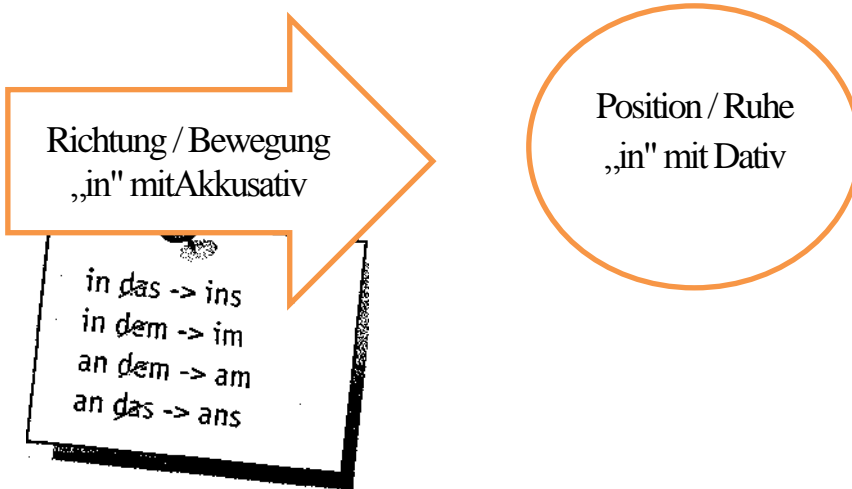 Richtung / Bewegung
„in" mitAkkusativ
Position / Ruhe
„in" mit Dativ
in das -> ins
in dem -> im
an dem -> am
an das -> ans